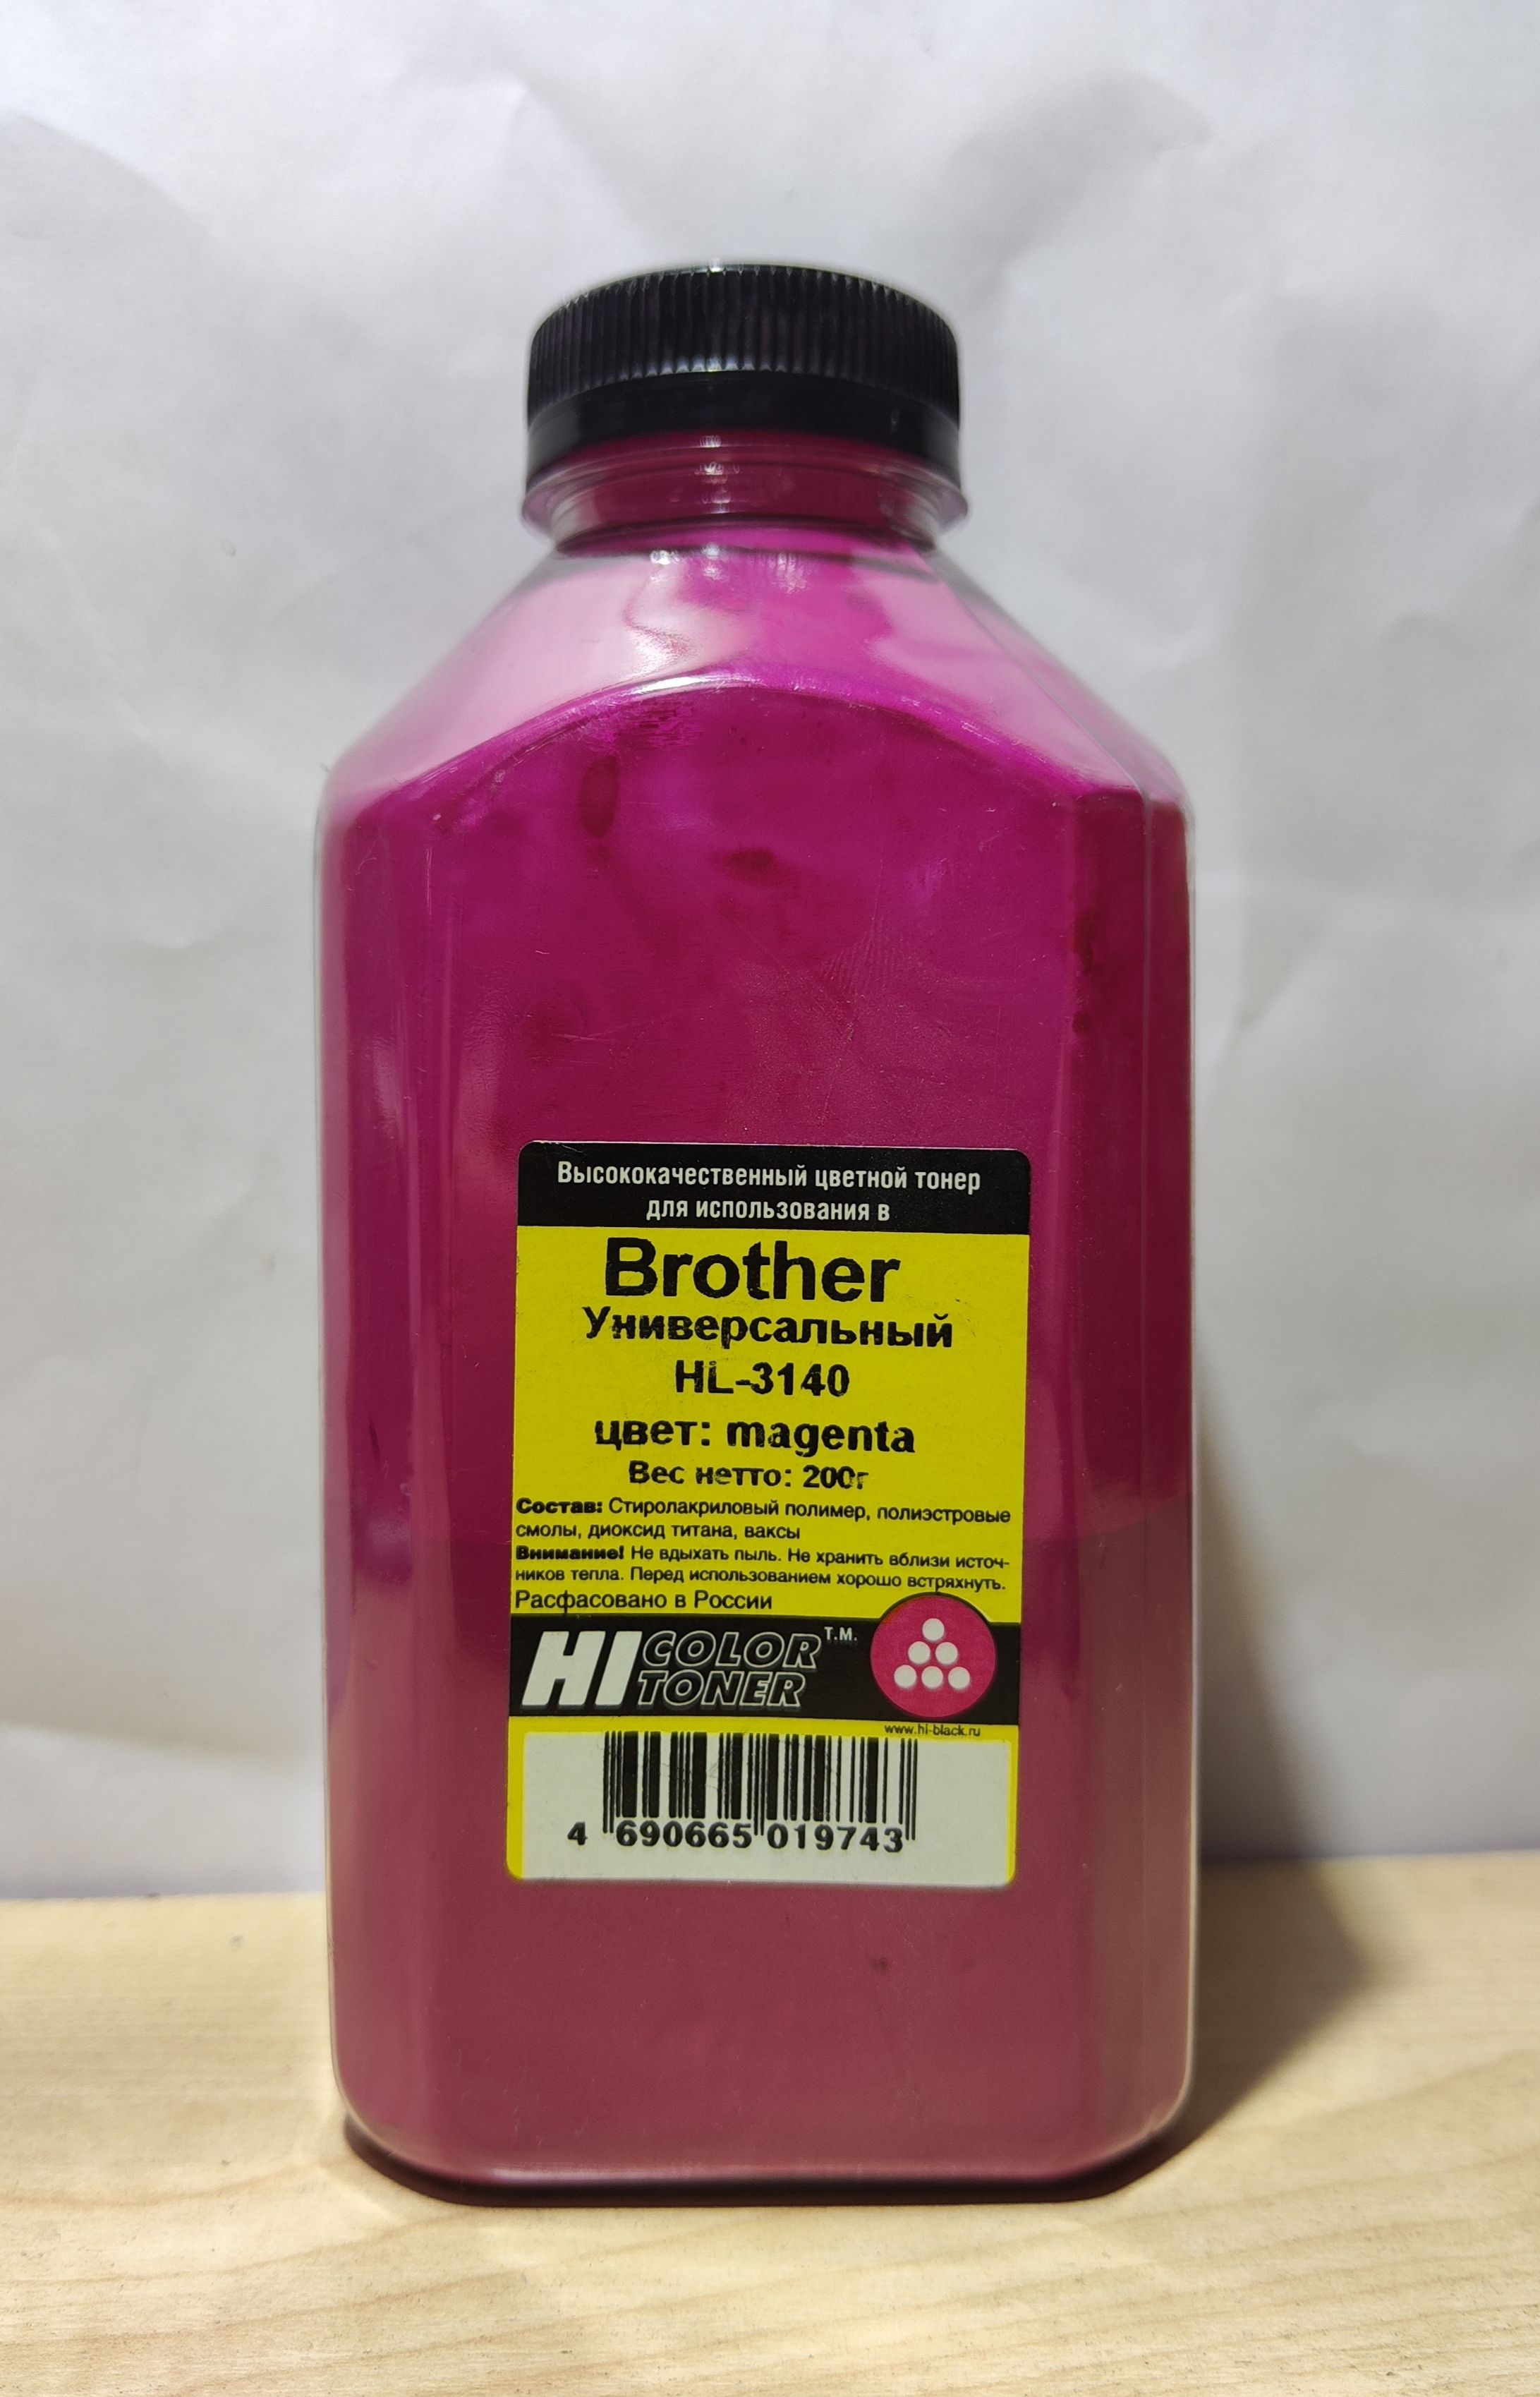 Высококачественный цветной тонер
для использования в
Brother
Универсальный
HL-3140
цвет: magenta
Вес нетто: 200г
Состав: Стиролакриловый полимер, полиэстровые
смолы, диоксид титана, ваксы
Внимание! Не вдыхать пыль. Не хранить вблизи источ-
ников тепла. Перед использованием хорошо встряхнуть.
Расфасовано в России
HI COLOR TONER T.M.
www.hi-black.ru
4 690665 019743